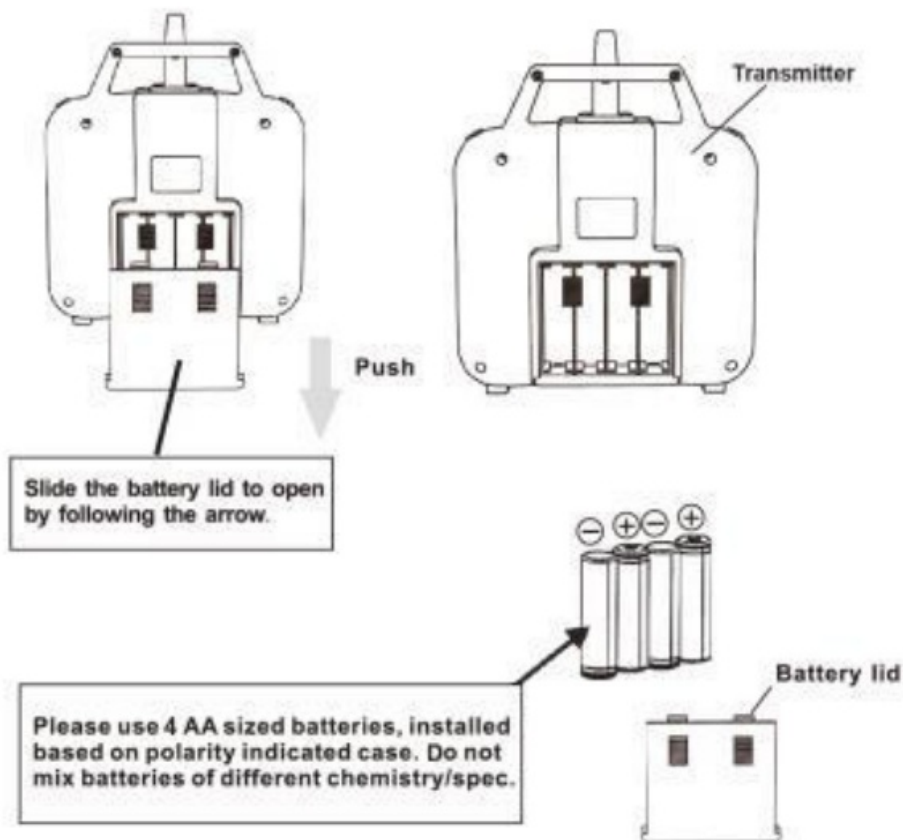 Transmitter
Push
Slide the battery lid to open
by following the arrow.
− + − +
Battery lid
Please use 4 AA sized batteries, installed
based on polarity indicated case. Do not
mix batteries of different chemistry/spec.